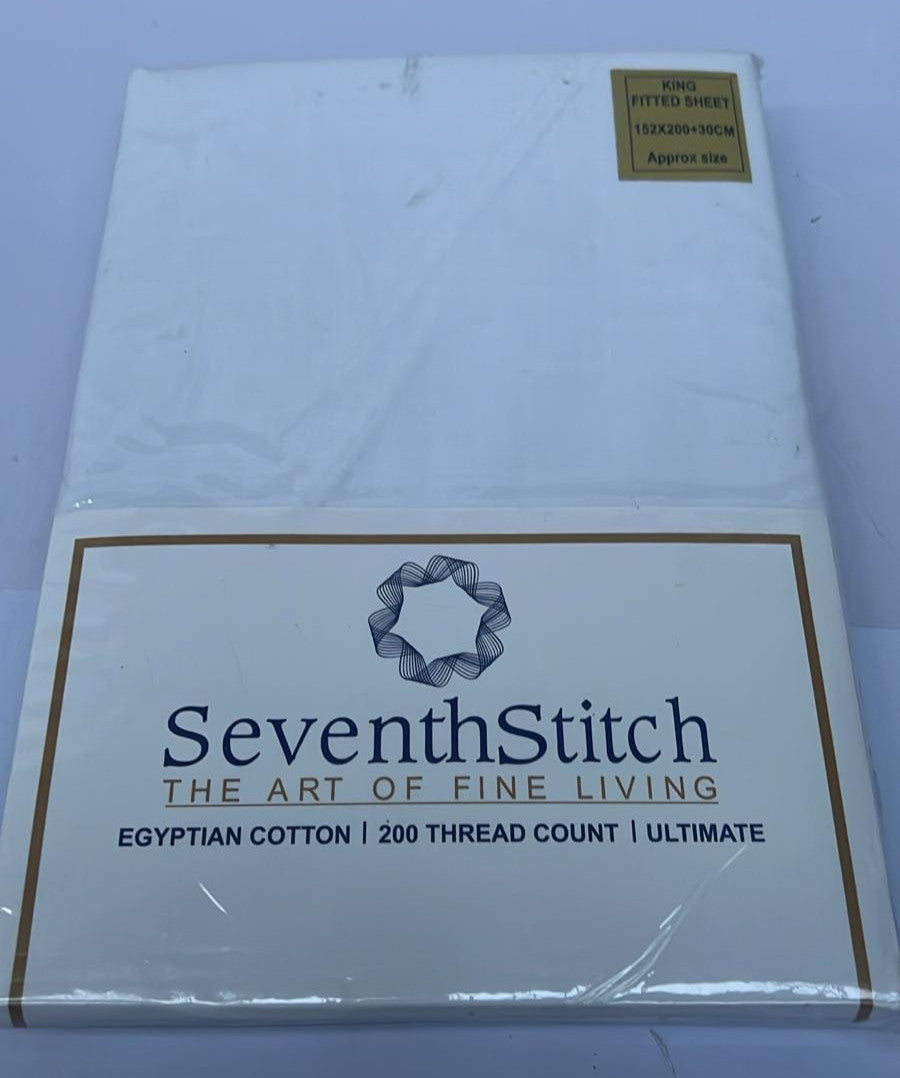 KING
FITTED SHEET
152X200+30CM
Approx size
SeventhStitch
THE ART OF FINE LIVING
EGYPTIAN COTTON | 200 THREAD COUNT | ULTIMATE